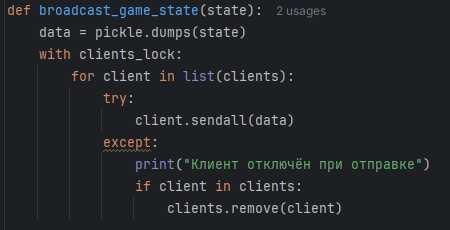 def broadcast_game_state(state): 2 usages
data = pickle.dumps(state)
with clients_lock:
for client in list(clients):
try:
client.sendall(data)
except:
print("Клиент отключён при отправке")
if client in clients:
clients.remove(client)